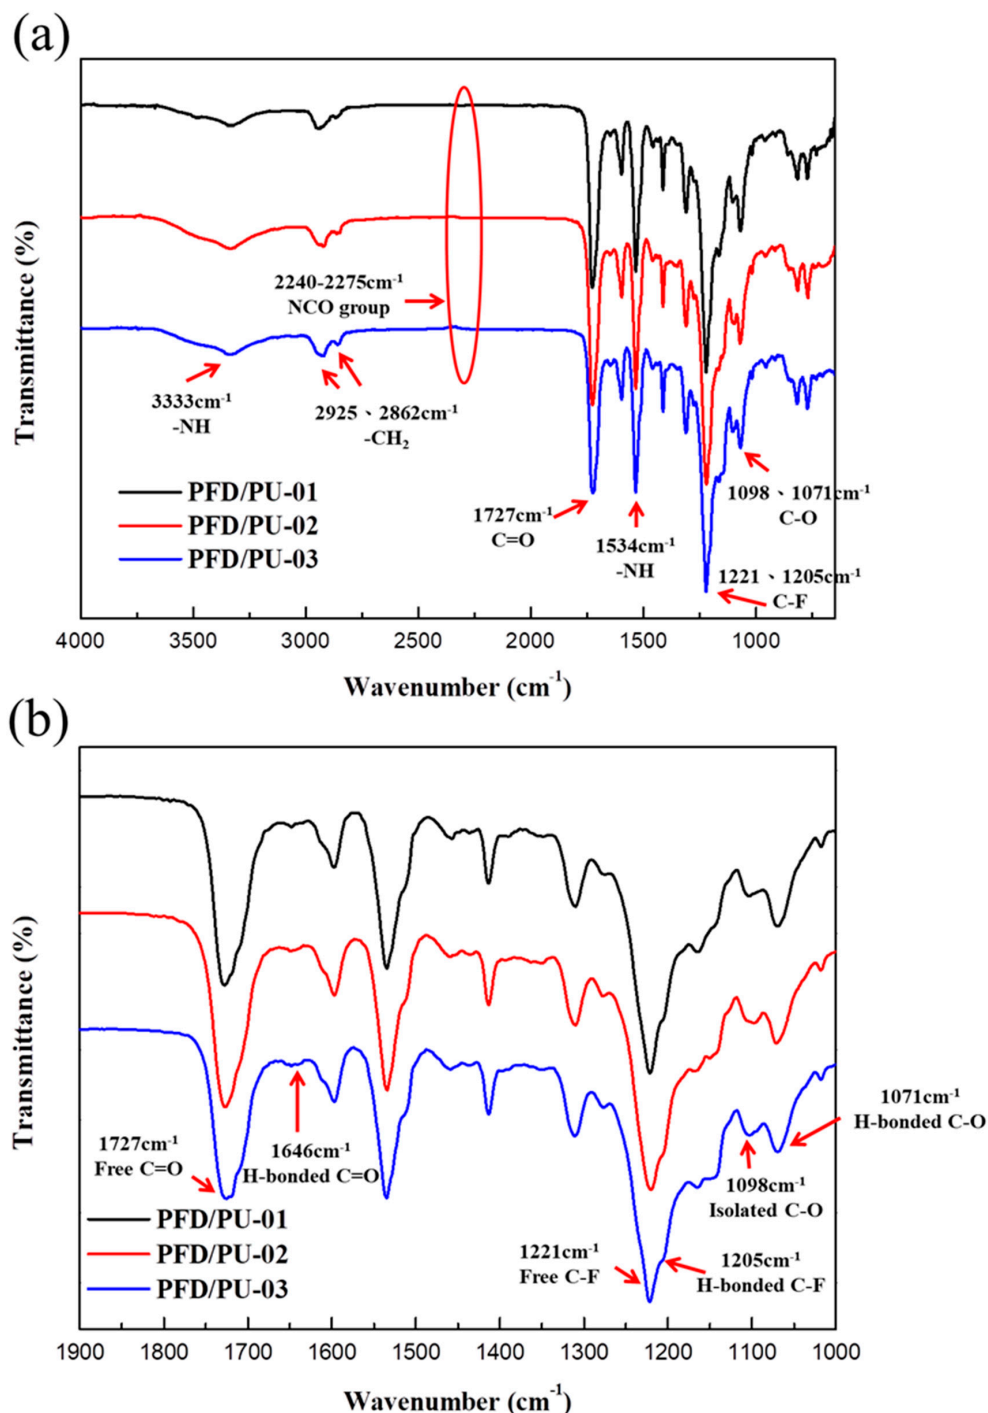 (a)
Transmittance (%)
2240-2275cm⁻¹
NCO group
3333cm⁻¹
-NH
2925、2862cm⁻¹
-CH₂
PFD/PU-01
PFD/PU-02
PFD/PU-03
1727cm⁻¹
C=O
1534cm⁻¹
-NH
1098、1071cm⁻¹
C-O
1221、1205cm⁻¹
C-F
4000 3500 3000 2500 2000 1500 1000
Wavenumber (cm⁻¹)
(b)
Transmittance (%)
1727cm⁻¹
Free C=O
1646cm⁻¹
H-bonded C=O
1071cm⁻¹
H-bonded C-O
1098cm⁻¹
Isolated C-O
1221cm⁻¹
Free C-F
1205cm⁻¹
H-bonded C-F
PFD/PU-01
PFD/PU-02
PFD/PU-03
1900 1800 1700 1600 1500 1400 1300 1200 1100 1000
Wavenumber (cm⁻¹)